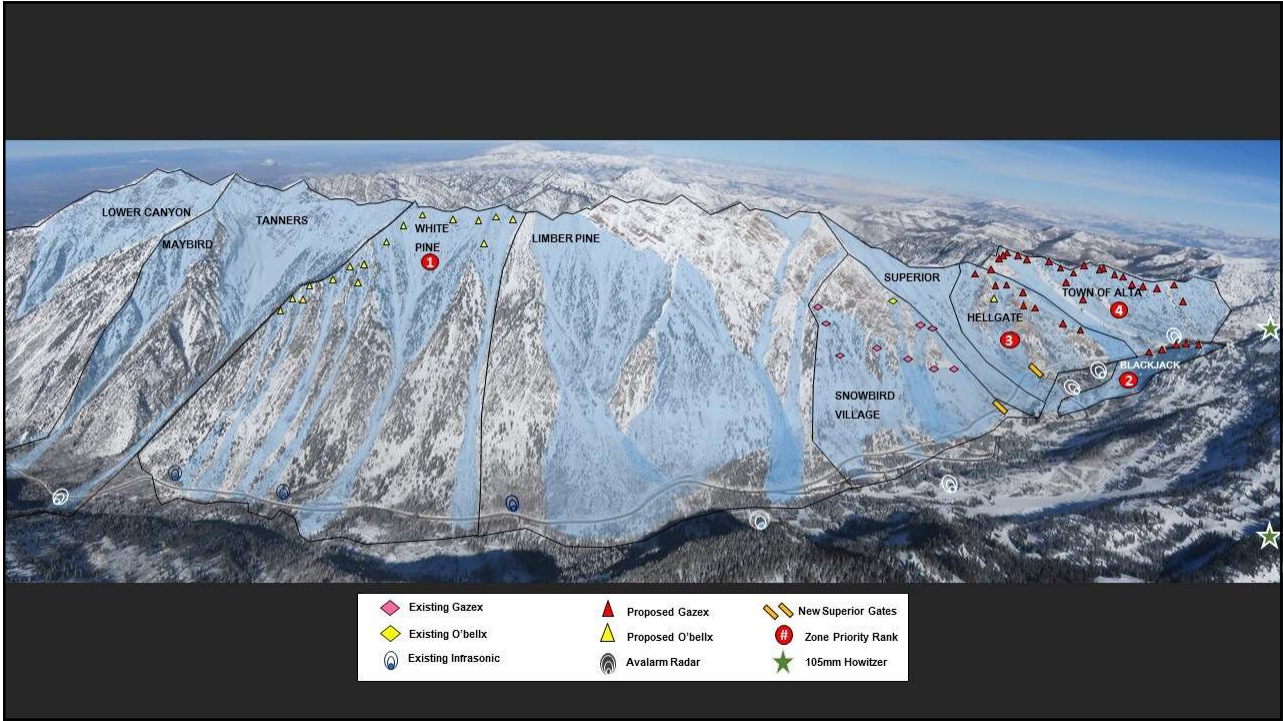 LOWER CANYON
MAYBIRD
TANNERS
WHITE
PINE
1
LIMBER PINE
SUPERIOR
HELLGATE
3
TOWN OF ALTA
4
BLACKJACK
2
SNOWBIRD
VILLAGE
Existing Gazex
Existing O'bellx
Existing Infrasonic
Proposed Gazex
Proposed O'bellx
Avalarm Radar
New Superior Gates
# Zone Priority Rank
105mm Howitzer